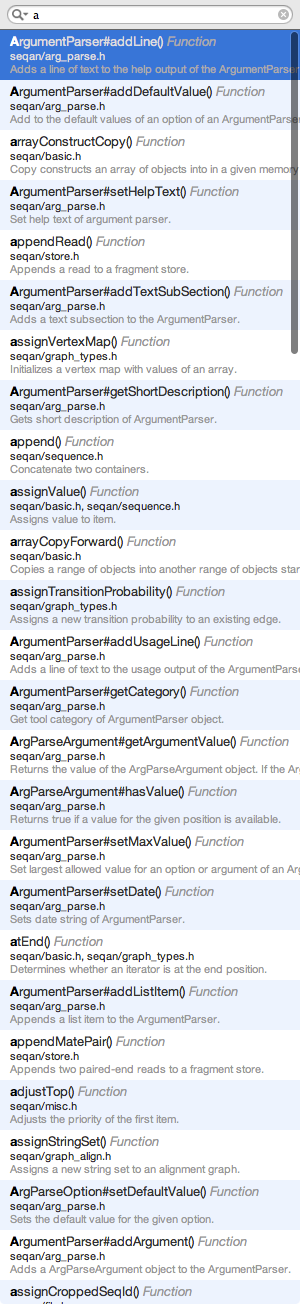 a
ArgumentParser#addLine() Function
seqan/arg_parse.h
Adds a line of text to the help output of the ArgumentParser
ArgumentParser#addDefaultValue() Function
seqan/arg_parse.h
Add to the default values of an option of an ArgumentPars
arrayConstructCopy() Function
seqan/basic.h
Copy constructs an array of objects into in a given memory
ArgumentParser#setHelpText() Function
seqan/arg_parse.h
Set help text of argument parser.
appendRead() Function
seqan/store.h
Appends a read to a fragment store.
ArgumentParser#addTextSubSection() Function
seqan/arg_parse.h
Adds a text subsection to the ArgumentParser.
assignVertexMap() Function
seqan/graph_types.h
Initializes a vertex map with values of an array.
ArgumentParser#getShortDescription() Function
seqan/arg_parse.h
Gets short description of ArgumentParser.
append() Function
seqan/sequence.h
Concatenate two containers.
assignValue() Function
seqan/basic.h, seqan/sequence.h
Assigns value to item.
arrayCopyForward() Function
seqan/basic.h
Copies a range of objects into another range of objects star
assignTransitionProbability() Function
seqan/graph_types.h
Assigns a new transition probability to an existing edge.
ArgumentParser#addUsageLine() Function
seqan/arg_parse.h
Adds a line of text to the usage output of the ArgumentParse
ArgumentParser#getCategory() Function
seqan/arg_parse.h
Get tool category of ArgumentParser object.
ArgParseArgument#getArgumentValue() Function
seqan/arg_parse.h
Returns the value of the ArgParseArgument object. If the Ar
ArgParseArgument#hasValue() Function
seqan/arg_parse.h
Returns true if a value for the given position is available.
ArgumentParser#setMaxValue() Function
seqan/arg_parse.h
Set largest allowed value for an option or argument of an Ar
ArgumentParser#setDate() Function
seqan/arg_parse.h
Sets date string of ArgumentParser.
atEnd() Function
seqan/basic.h, seqan/graph_types.h
Determines whether an iterator is at the end position.
ArgumentParser#addListItem() Function
seqan/arg_parse.h
Appends a list item to the ArgumentParser.
appendMatePair() Function
seqan/store.h
Appends two paired-end reads to a fragment store.
adjustTop() Function
seqan/misc.h
Adjusts the priority of the first item.
assignStringSet() Function
seqan/graph_align.h
Assigns a new string set to an alignment graph.
ArgParseOption#setDefaultValue() Function
seqan/arg_parse.h
Sets the default value for the given option.
ArgumentParser#addArgument() Function
seqan/arg_parse.h
Adds a ArgParseArgument object to the ArgumentParser.
assignCroppedSeqId() Function